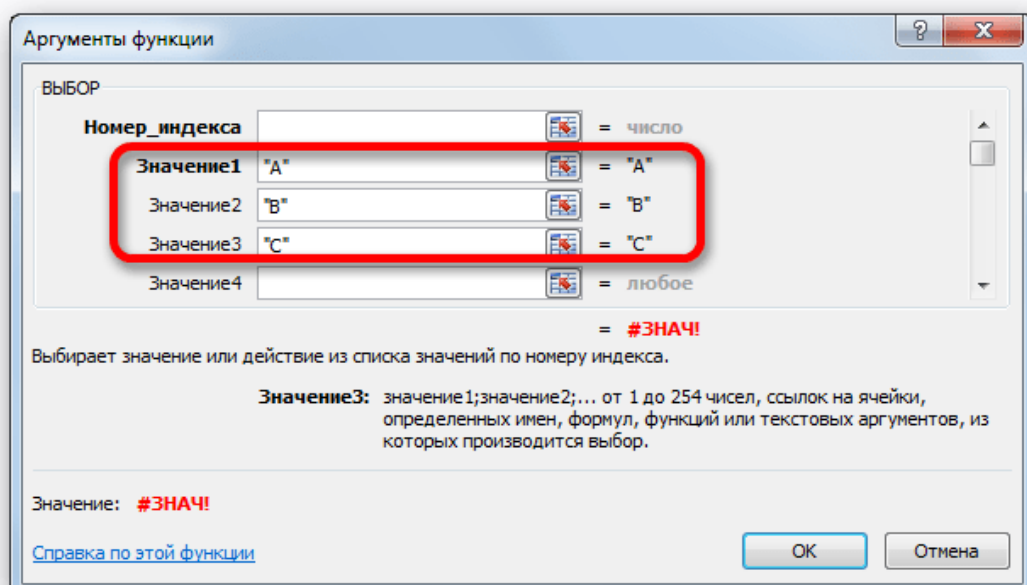 Аргументы функции
ВЫБОР
Номер_индекса = число
Значение1 "A" = "A"
Значение2 "B" = "B"
Значение3 "C" = "C"
Значение4 = любое
= #ЗНАЧ!
Выбирает значение или действие из списка значений по номеру индекса.
Значение3: значение1;значение2;... от 1 до 254 чисел, ссылок на ячейки,
определенных имен, формул, функций или текстовых аргументов, из
которых производится выбор.
Значение: #ЗНАЧ!
Справка по этой функции
ОК Отмена